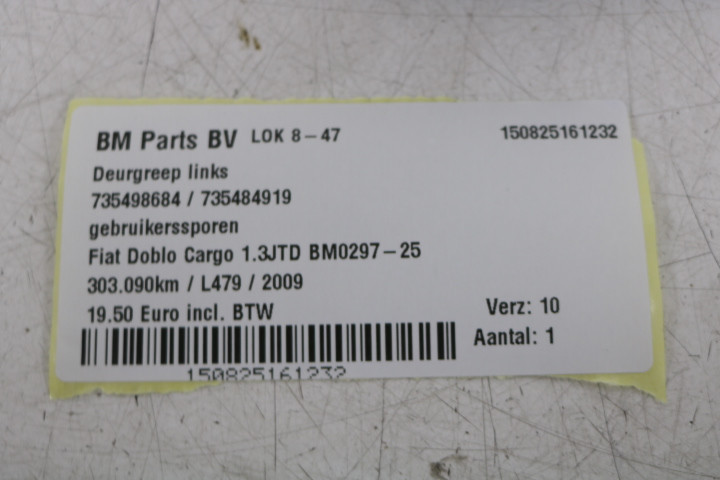 BM Parts BV LOK 8-47 150825161232
Deurgreep links
735498684 / 735484919
gebruikerssporen
Fiat Doblo Cargo 1.3JTD BM0297-25
303.090km / L479 / 2009
19.50 Euro incl. BTW Verz: 10
Aantal: 1
150825161232